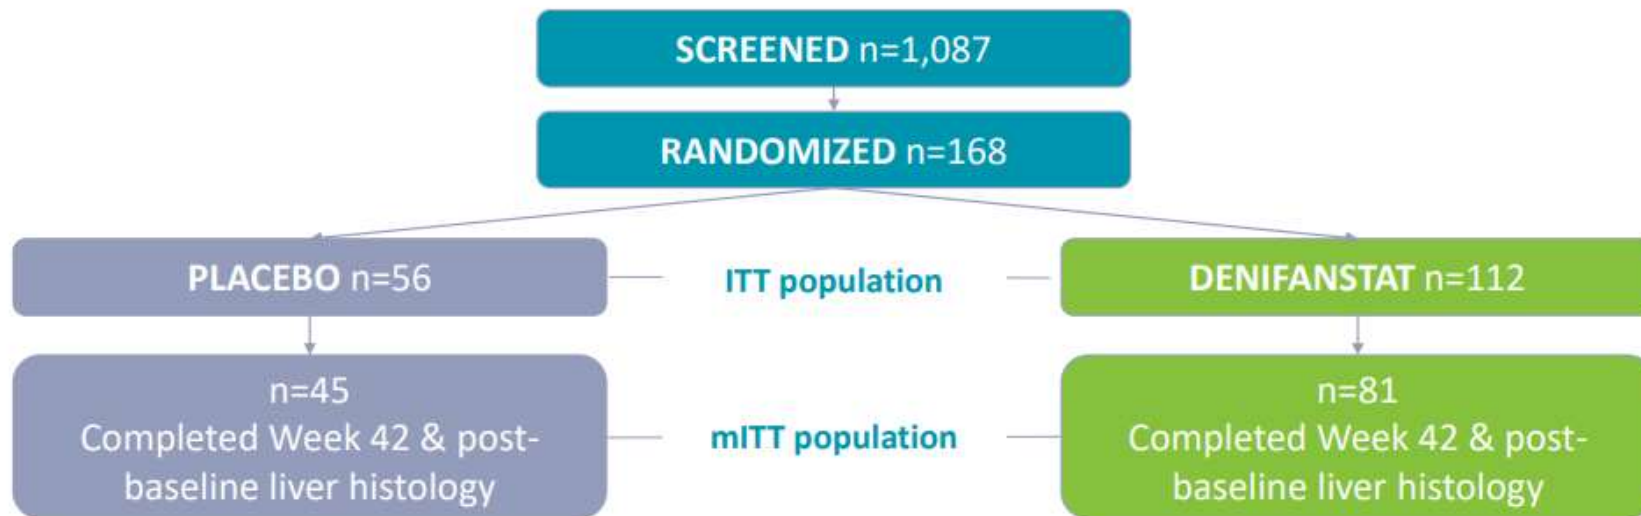 SCREENED n=1,087
RANDOMIZED n=168
PLACEBO n=56
ITT population
DENIFANSTAT n=112
n=45
Completed Week 42 & post-
baseline liver histology
mITT population
n=81
Completed Week 42 & post-
baseline liver histology